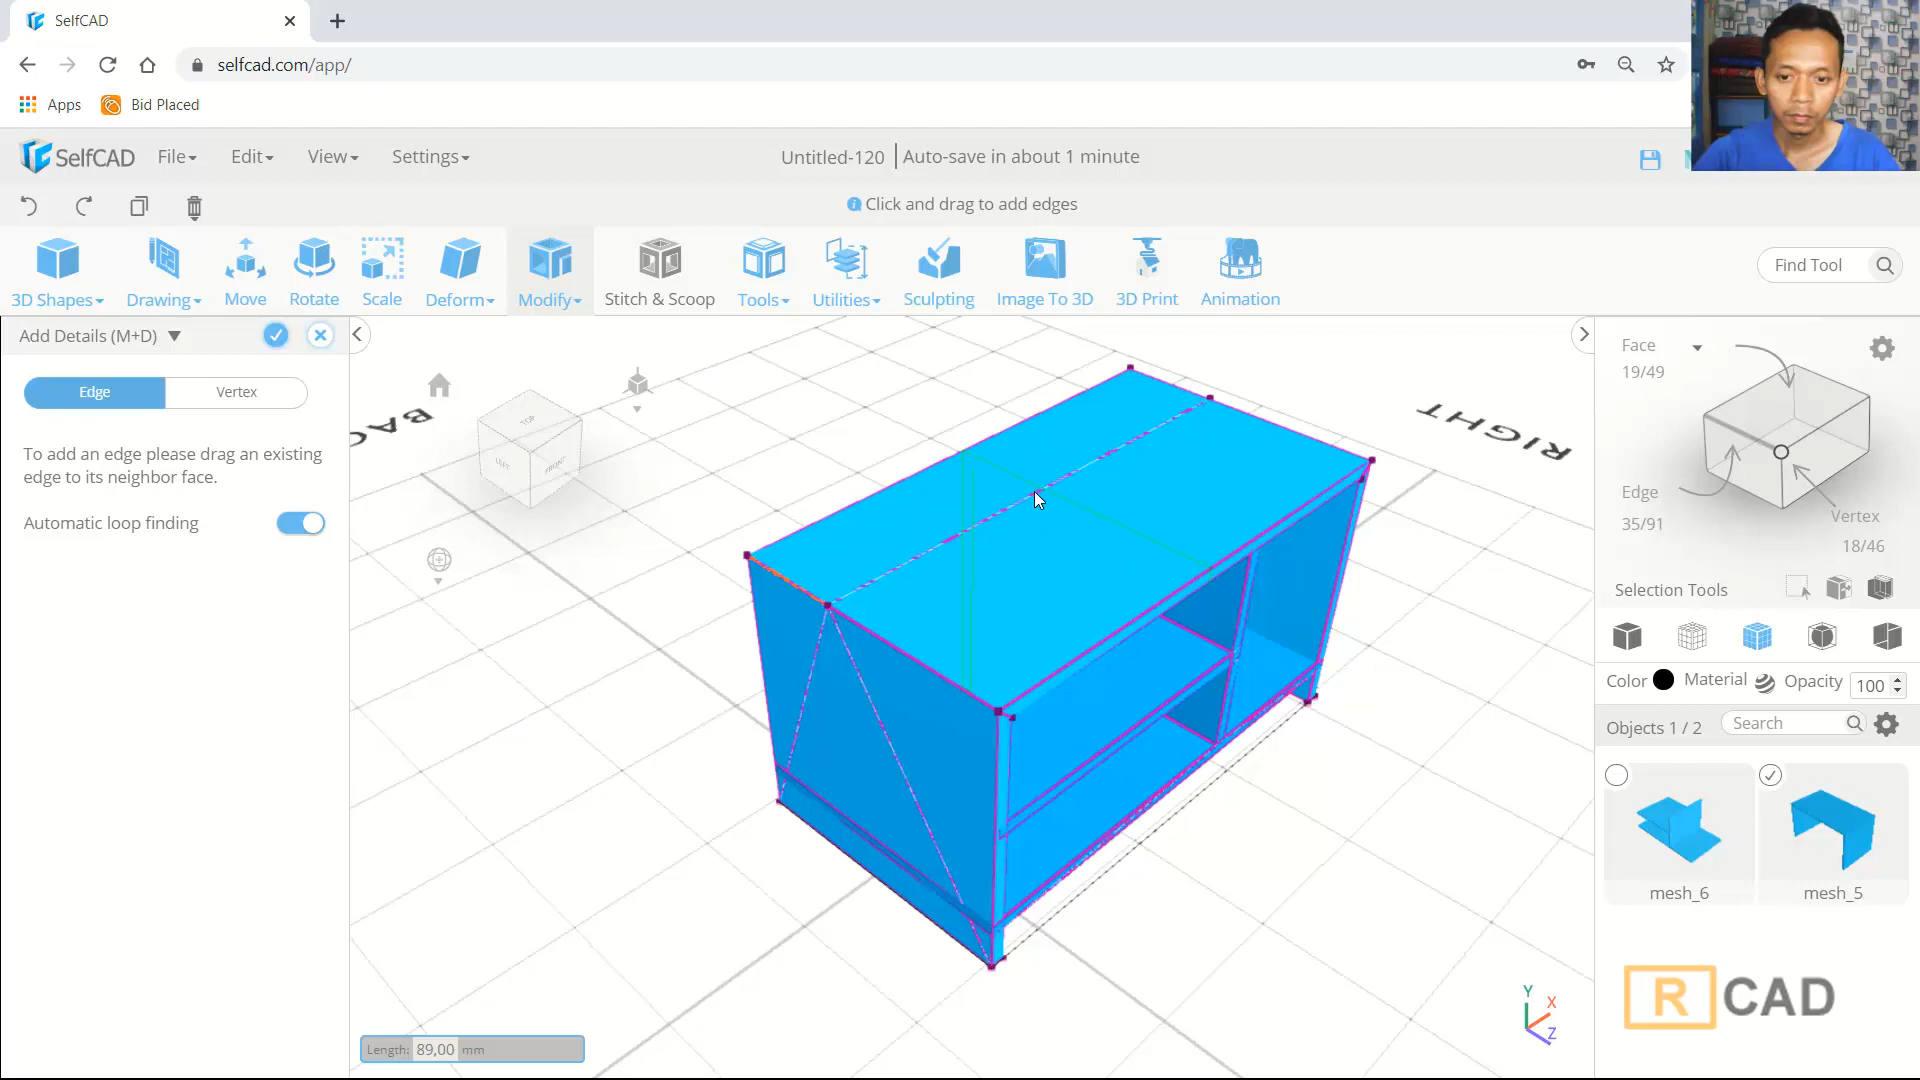 SelfCAD
selfcad.com/app/
Apps
Bid Placed
SelfCAD
File
Edit
View
Settings
Untitled-120
Auto-save in about 1 minute
Click and drag to add edges
3D Shapes
Drawing
Move
Rotate
Scale
Deform
Modify
Stitch & Scoop
Tools
Utilities
Sculpting
Image To 3D
3D Print
Animation
Find Tool
Add Details (M+D)
Edge
Vertex
To add an edge please drag an existing
edge to its neighbor face.
Automatic loop finding
TOP
LEFT
FRONT
RIGHT
Length: 89,00 mm
Y
X
Z
Face
19/49
Edge
35/91
Vertex
18/46
Selection Tools
Color
Material
Opacity
100
Objects 1 / 2
Search
mesh_6
mesh_5
R CAD